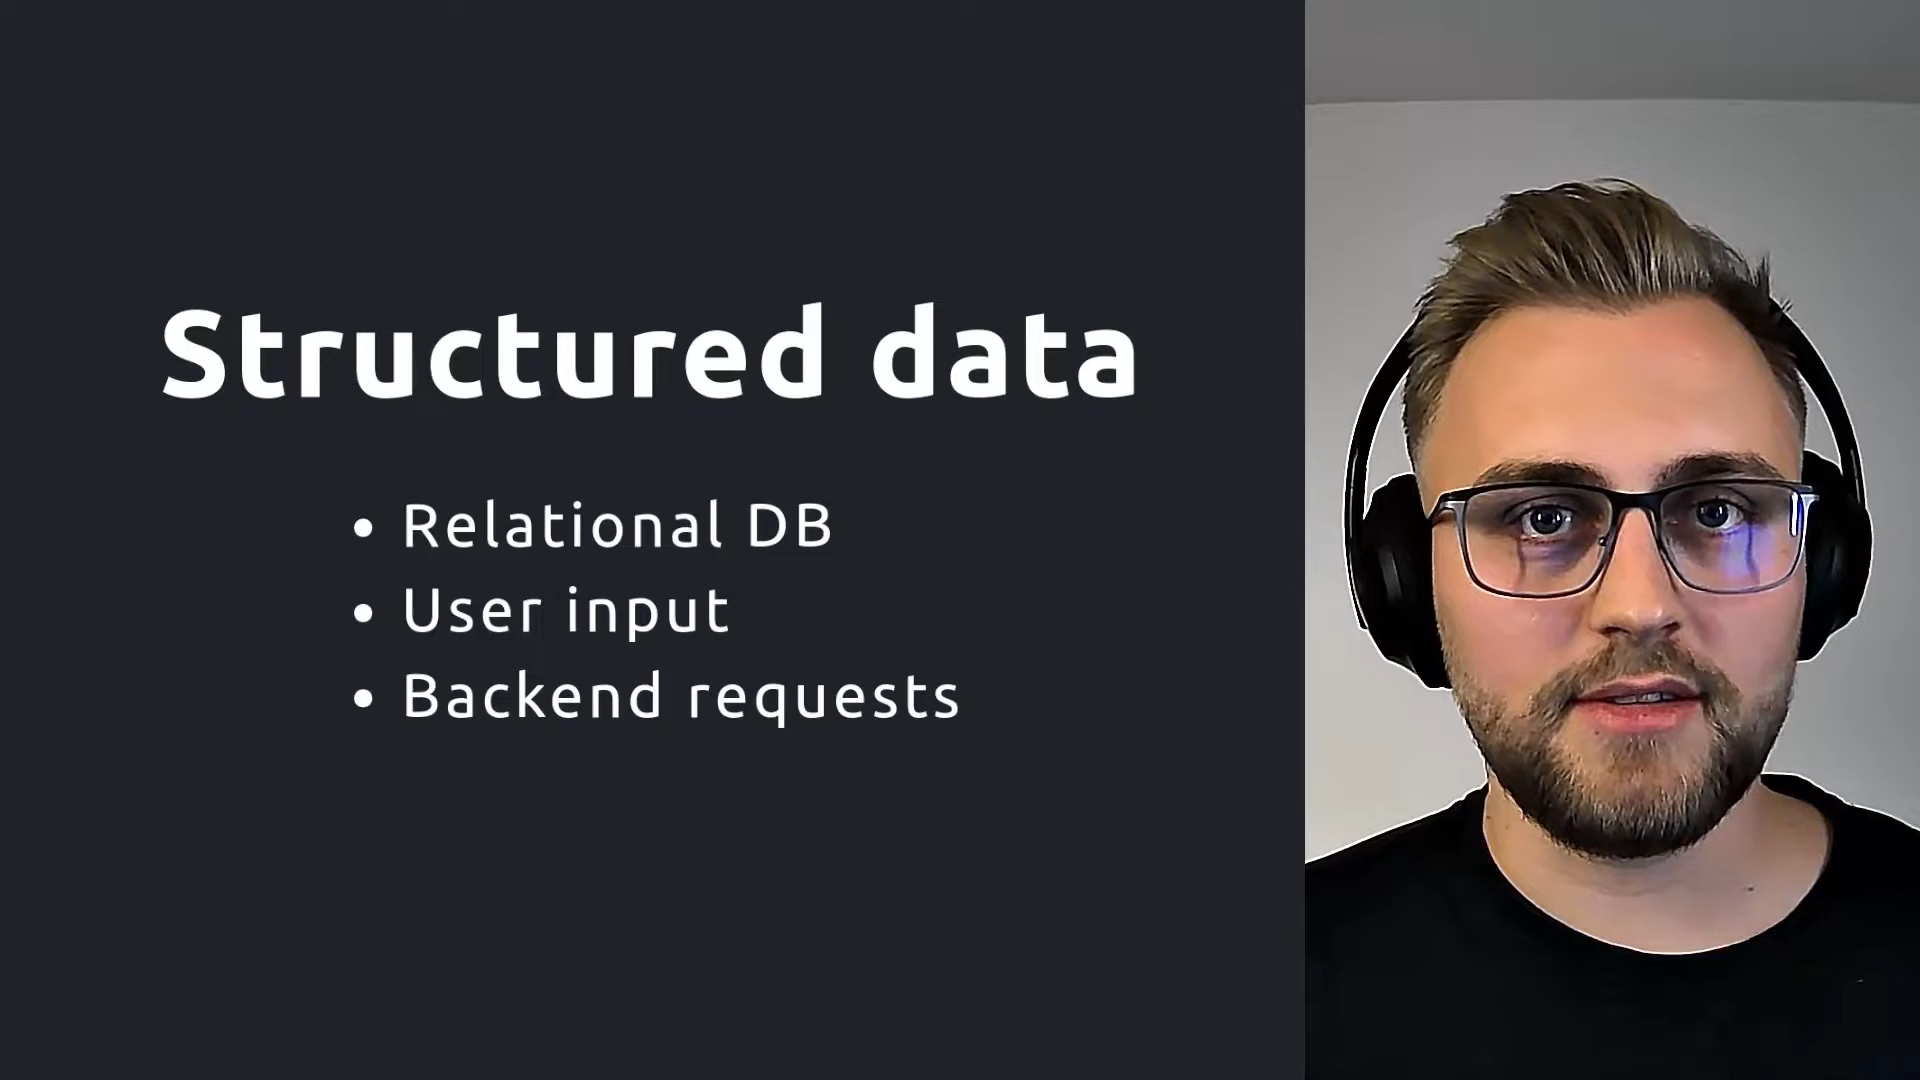 Structured data
• Relational DB
• User input
• Backend requests